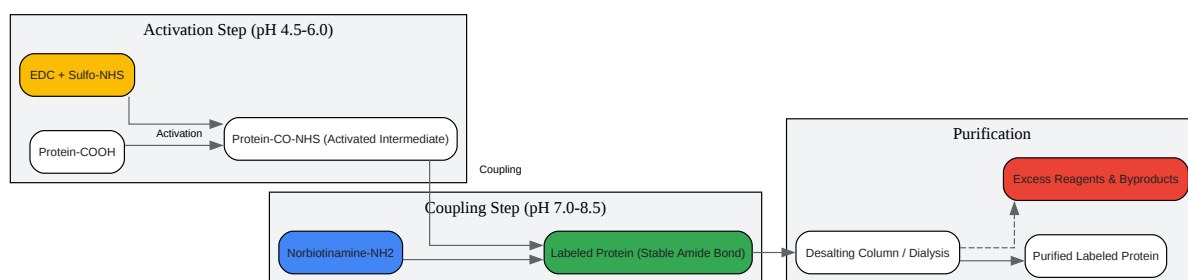 Activation Step (pH 4.5-6.0)
EDC + Sulfo-NHS
Activation
Protein-COOH
Protein-CO-NHS (Activated Intermediate)
Coupling
Coupling Step (pH 7.0-8.5)
Norbiotinamine-NH2
Labeled Protein (Stable Amide Bond)
Purification
Excess Reagents & Byproducts
Desalting Column / Dialysis
Purified Labeled Protein